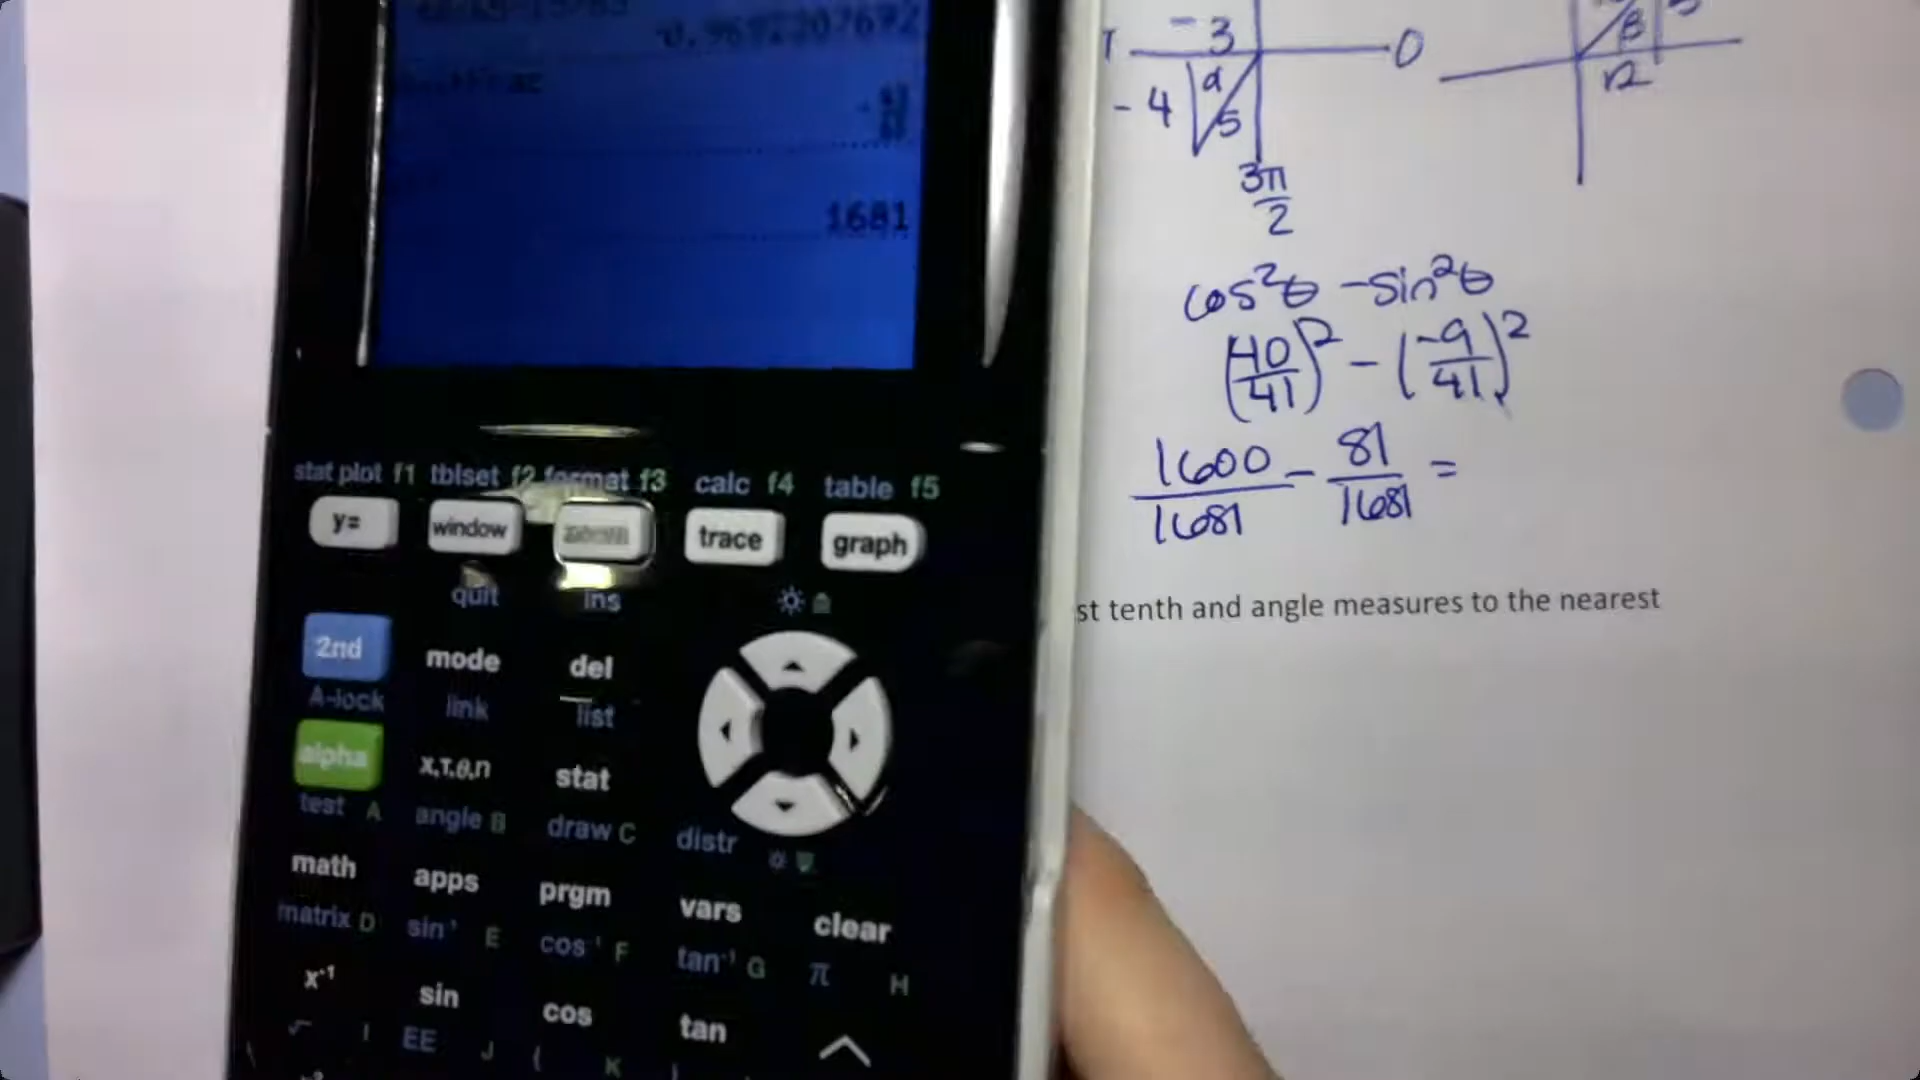 1681
stat plot f1 tblset f2 format f3 calc f4 table f5
y= window zoom trace graph
quit ins
2nd mode del
A-lock link list
alpha X,T,θ,n stat
test A angle B draw C distr
math apps prgm vars clear
matrix D sin⁻¹ E cos⁻¹ F tan⁻¹ G π H
x⁻¹ sin cos tan ^
√ I EE J { K
-3
0
-4
5
3π
2
B
12
cos²θ - sin²θ
(40/41)² - (-9/41)²
1600/1681 - 81/1681 =
st tenth and angle measures to the nearest